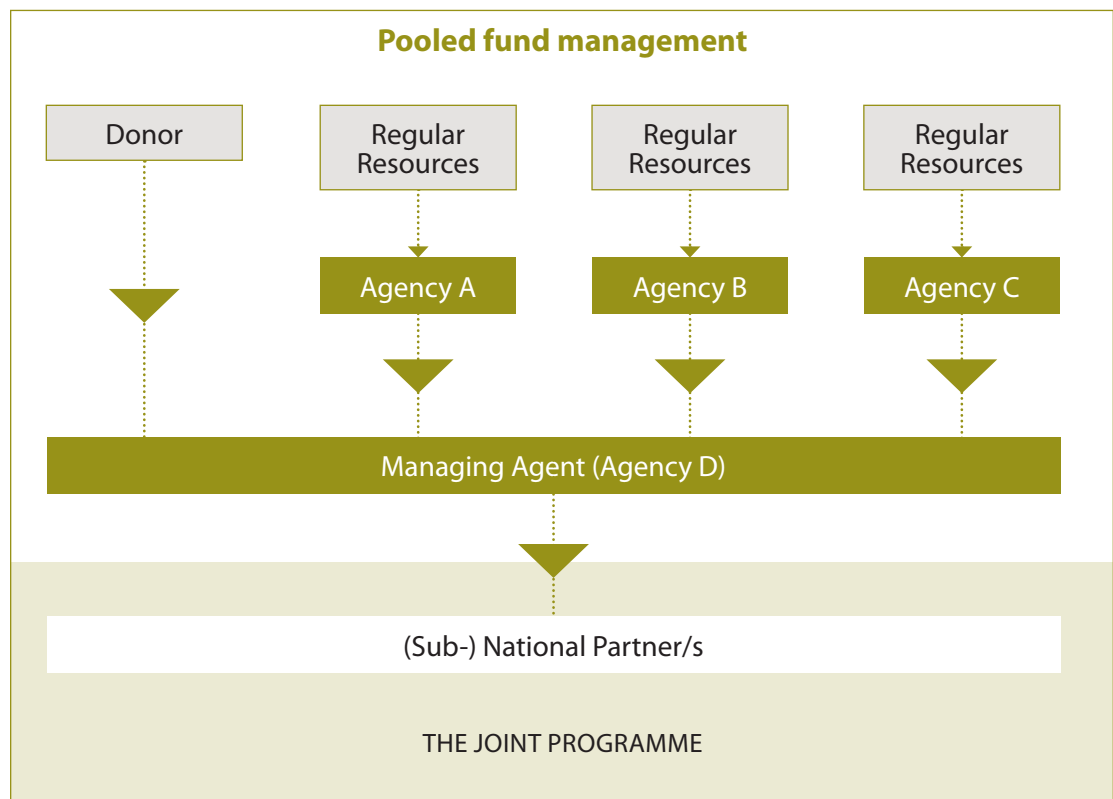 Pooled fund management
Donor
Regular
Resources
Regular
Resources
Regular
Resources
Agency A
Agency B
Agency C
Managing Agent (Agency D)
(Sub-) National Partner/s
THE JOINT PROGRAMME